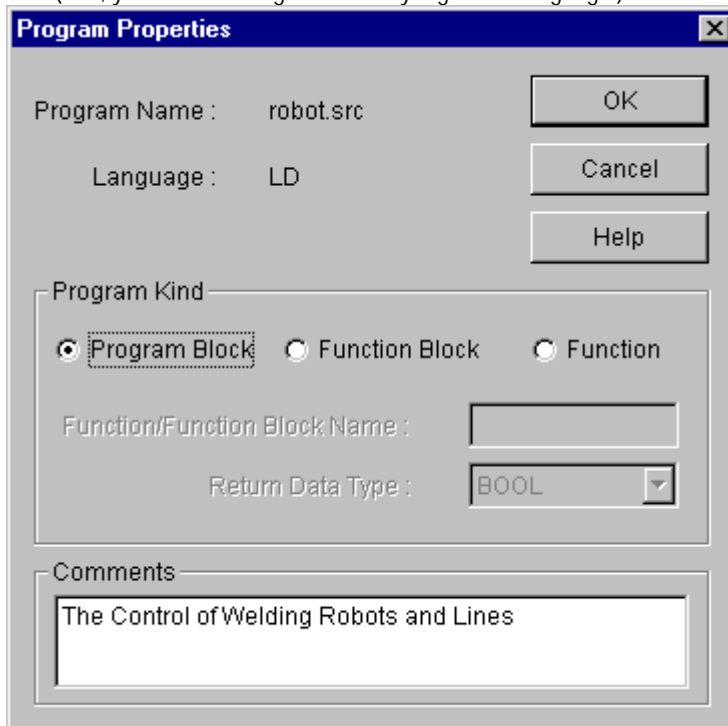 Program Properties
Program Name : robot.src
OK
Language : LD
Cancel
Help
Program Kind
Program Block Function Block Function
Function/Function Block Name :
Return Data Type : BOOL
Comments
The Control of Welding Robots and Lines